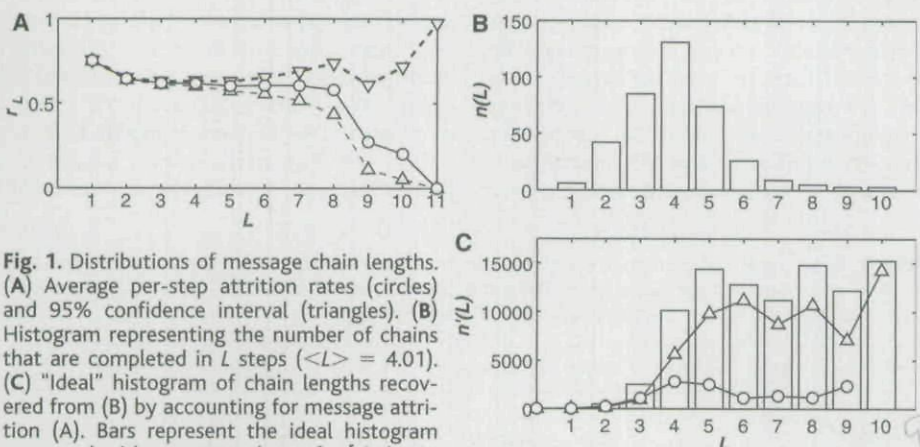 A
1
0.5
0
r_L
1 2 3 4 5 6 7 8 9 10 11
L
B
150
100
50
0
n(L)
1 2 3 4 5 6 7 8 9 10
C
15000
10000
5000
0
n'(L)
0 1 2 3 4 5 6 7 8 9 10
L
Fig. 1. Distributions of message chain lengths.
(A) Average per-step attrition rates (circles)
and 95% confidence interval (triangles). (B)
Histogram representing the number of chains
that are completed in L steps (<L> = 4.01).
(C) "Ideal" histogram of chain lengths recov-
ered from (B) by accounting for message attri-
tion (A). Bars represent the ideal histogram